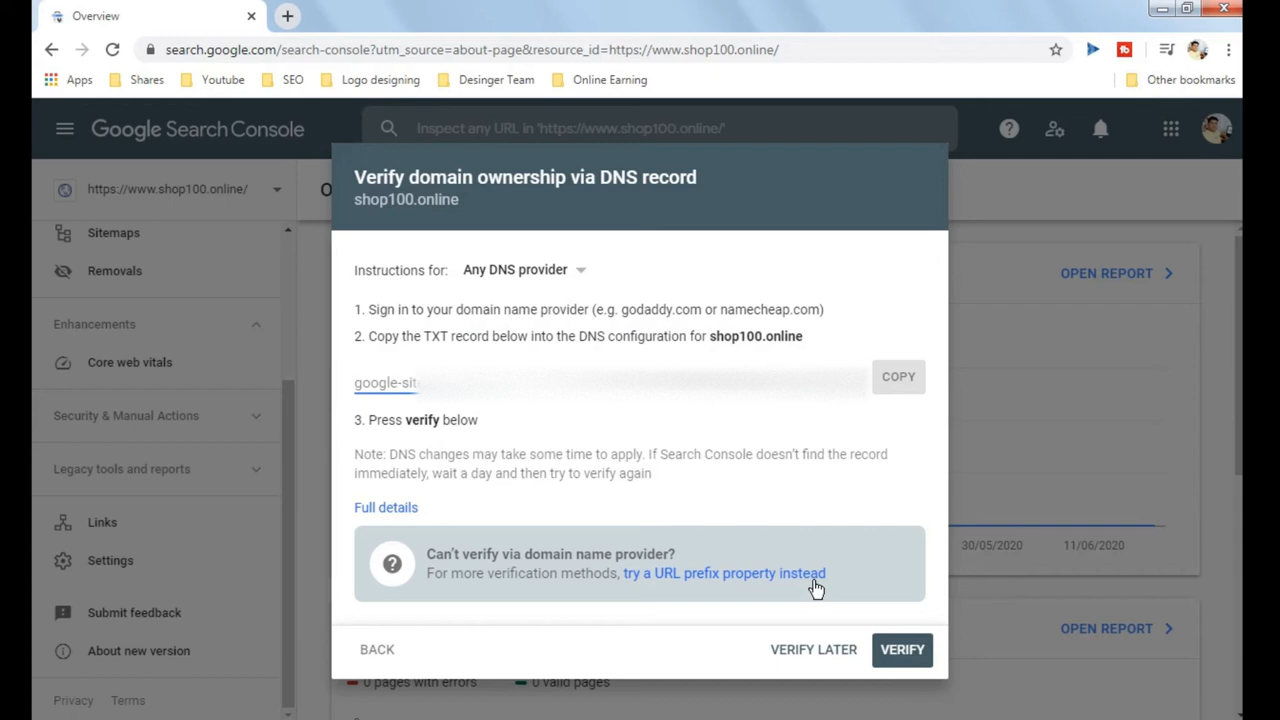 Overview
search.google.com/search-console?utm_source=about-page&resource_id=https://www.shop100.online/
Apps
Shares
Youtube
SEO
Logo designing
Desinger Team
Online Earning
Other bookmarks
Google Search Console
Inspect any URL in "https://www.shop100.online/"
https://www.shop100.online/
Sitemaps
Removals
Enhancements
Core web vitals
Security & Manual Actions
Legacy tools and reports
Links
Settings
Submit feedback
About new version
Privacy
Terms
Verify domain ownership via DNS record
shop100.online
Instructions for:
Any DNS provider
1. Sign in to your domain name provider (e.g. godaddy.com or namecheap.com)
2. Copy the TXT record below into the DNS configuration for shop100.online
google-sit
COPY
3. Press verify below
Note: DNS changes may take some time to apply. If Search Console doesn't find the record
immediately, wait a day and then try to verify again
Full details
Can't verify via domain name provider?
For more verification methods, try a URL prefix property instead
BACK
VERIFY LATER
VERIFY
OPEN REPORT
30/05/2020
11/06/2020
OPEN REPORT
0 pages with errors
0 valid pages